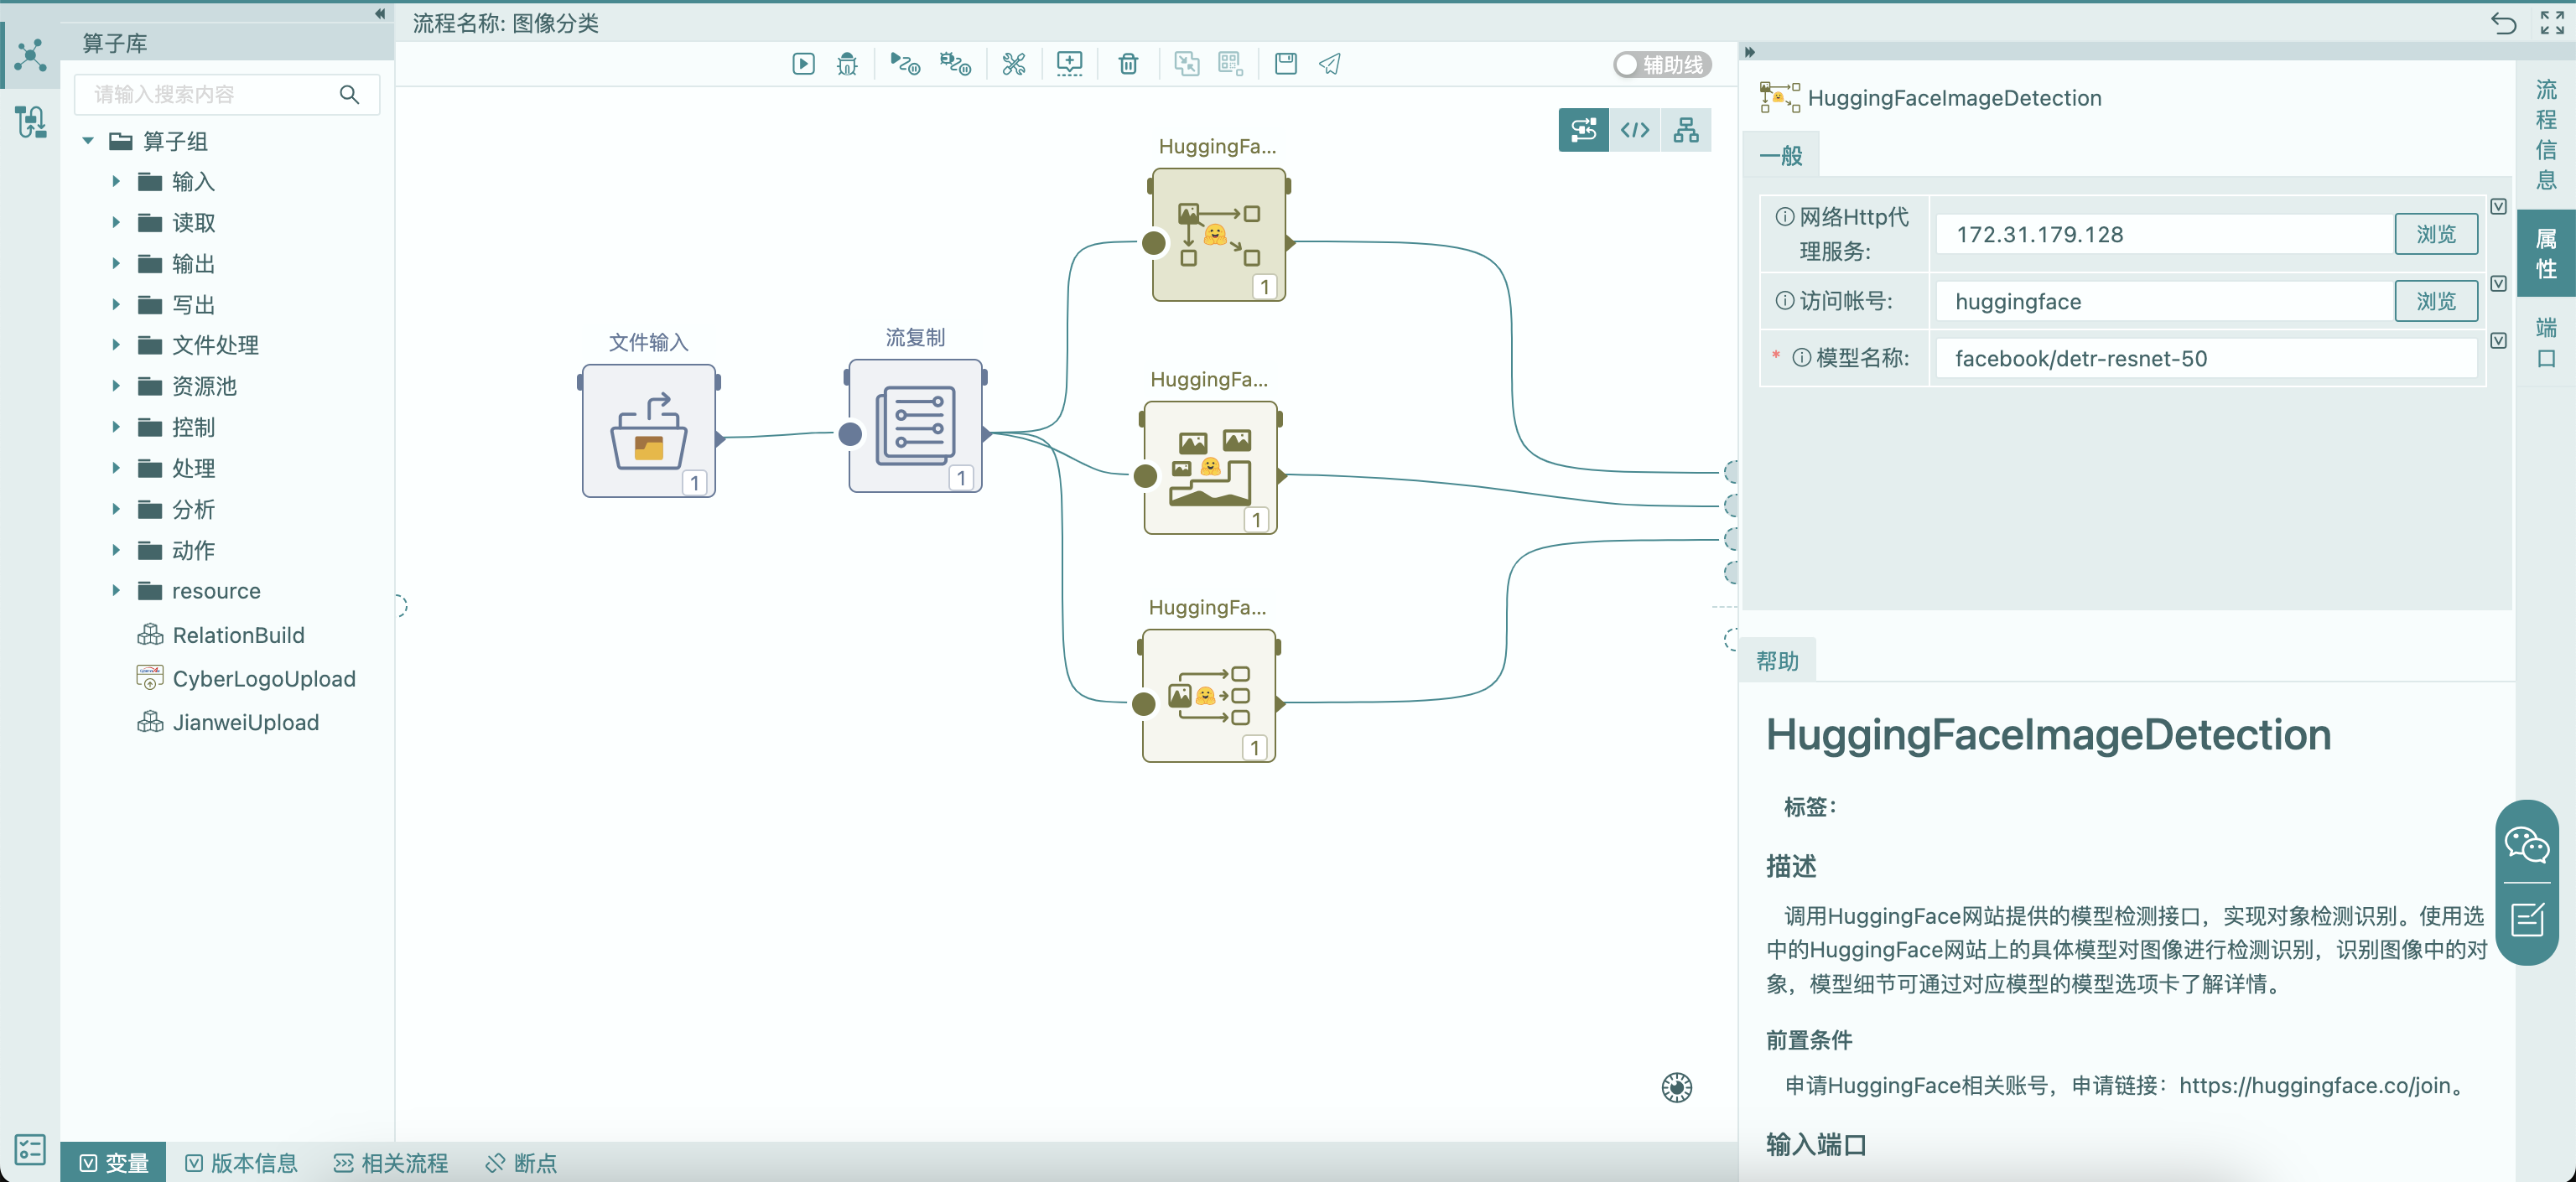 流程名称: 图像分类
算子库
请输入搜索内容
算子组
输入
读取
输出
写出
文件处理
资源池
控制
处理
分析
动作
resource
RelationBuild
CyberLogoUpload
JianweiUpload
辅助线
文件输入
1
流复制
1
HuggingFa...
1
HuggingFa...
1
HuggingFa...
1
变量
版本信息
相关流程
断点
HuggingFaceImageDetection
一般
网络Http代
理服务:
172.31.179.128
浏览
访问帐号:
huggingface
浏览
* 模型名称:
facebook/detr-resnet-50
流程信息
属性
端口
帮助
HuggingFaceImageDetection
标签：
描述
调用HuggingFace网站提供的模型检测接口，实现对象检测识别。使用选
中的HuggingFace网站上的具体模型对图像进行检测识别，识别图像中的对
象，模型细节可通过对应模型的模型选项卡了解详情。
前置条件
申请HuggingFace相关账号，申请链接：https://huggingface.co/join。
输入端口